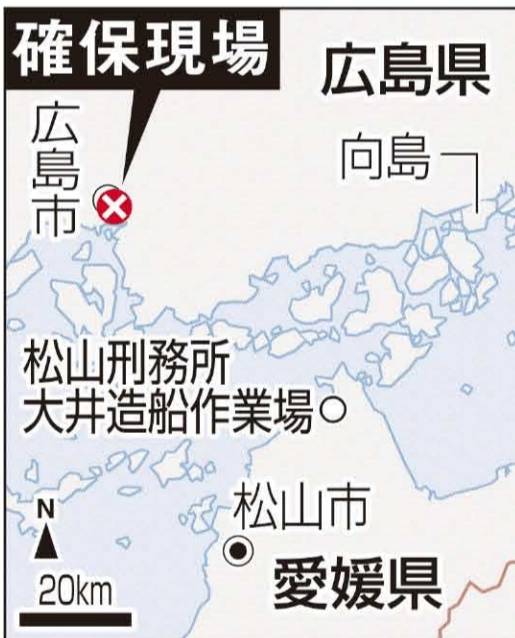 確保現場
広島県
広島市
向島
松山刑務所
大井造船作業場
松山市
愛媛県
N
20km